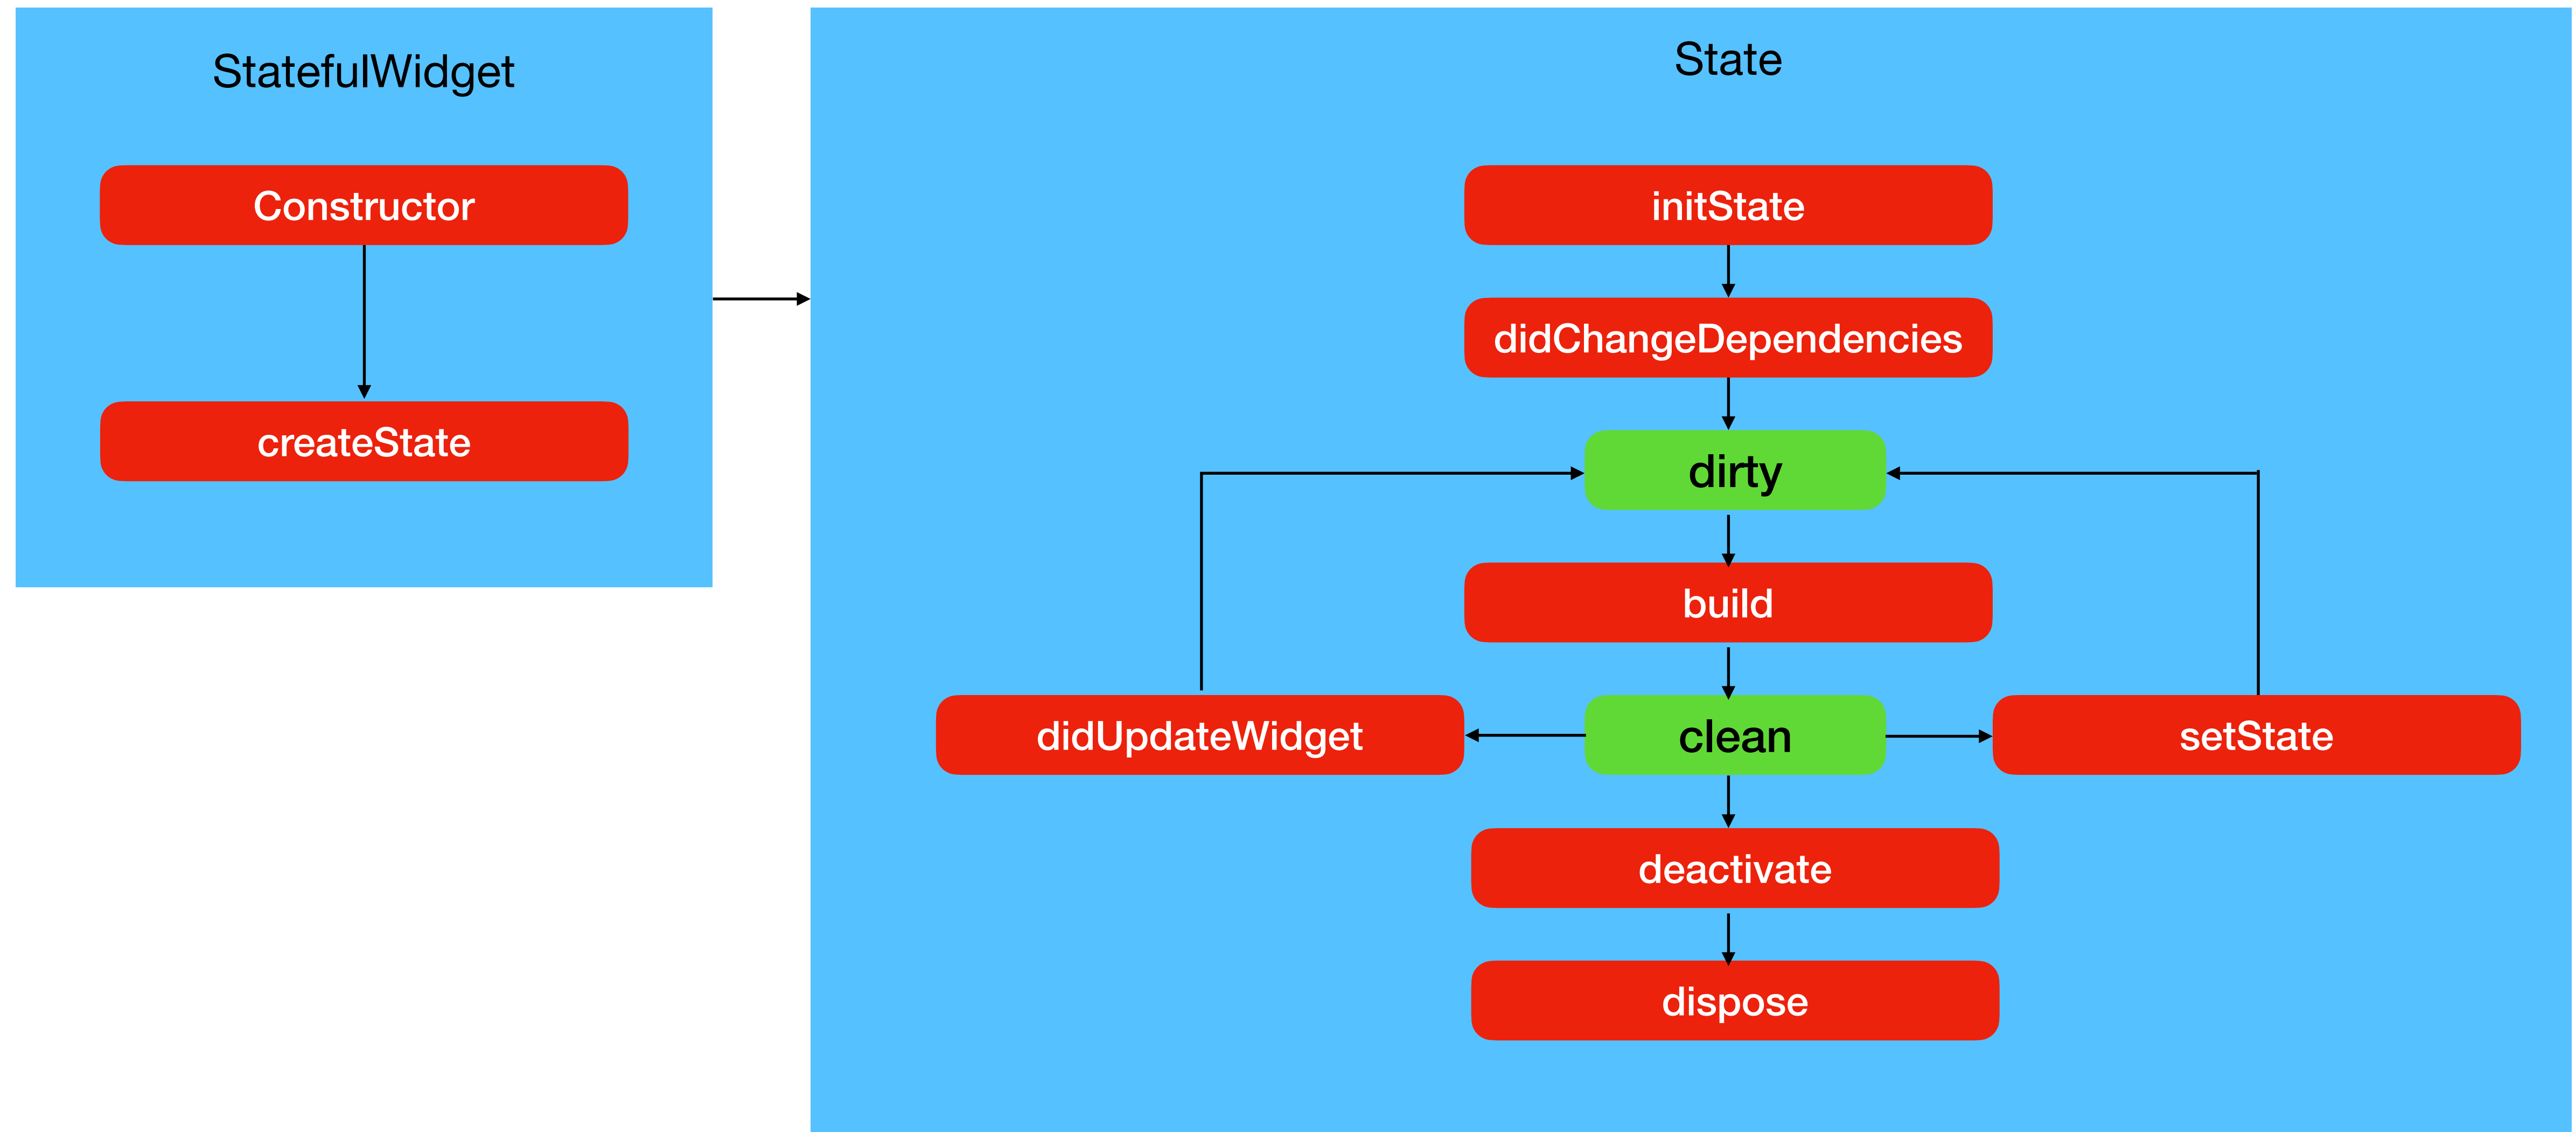 StatefulWidget
Constructor
createState
State
initState
didChangeDependencies
dirty
build
didUpdateWidget
clean
setState
deactivate
dispose